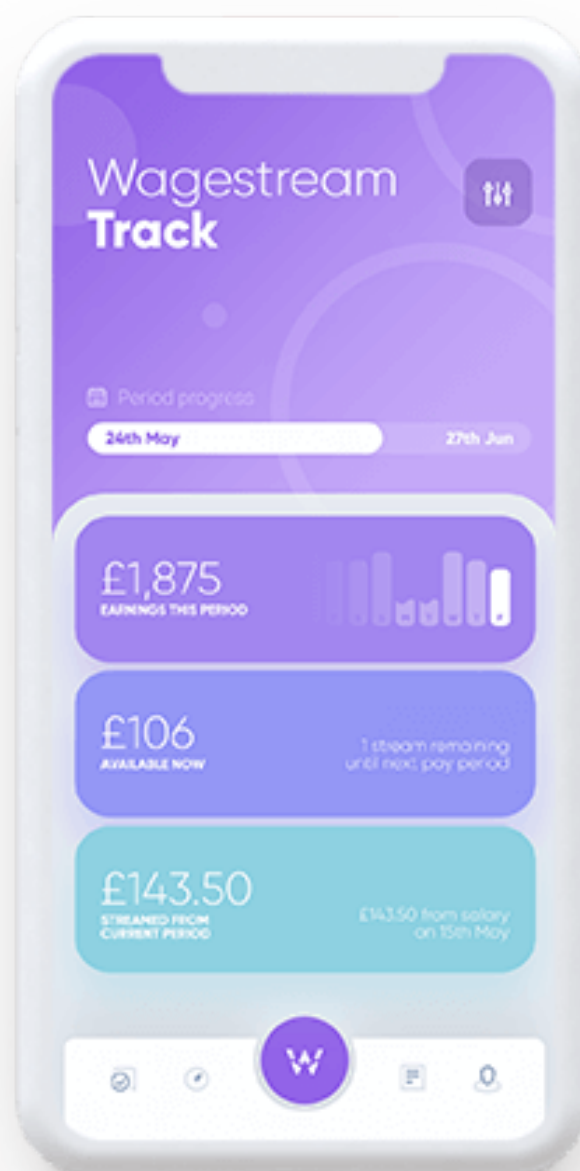 Wagestream
Track
Period progress
24th May
27th Jun
£1,875
EARNINGS THIS PERIOD
£106
AVAILABLE NOW
1 stream remaining
until next pay period
£143.50
STREAMED FROM
CURRENT PERIOD
£143.50 from salary
on 15th May
W